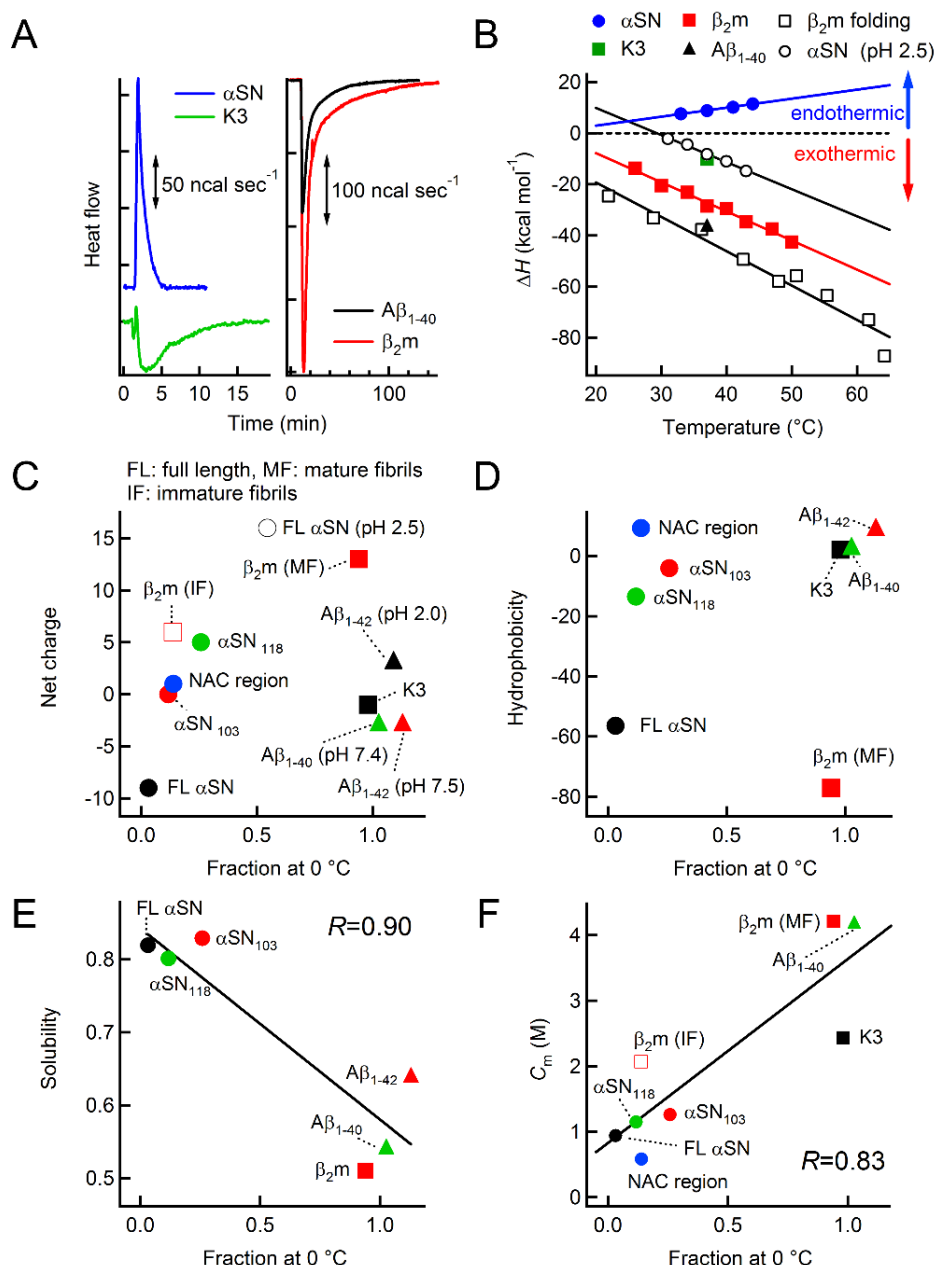 A
αSN
K3
50 ncal sec⁻¹
100 ncal sec⁻¹
Aβ₁₋₄₀
β₂m
Heat flow
0 5 10 15
0 100
Time (min)
B
αSN
β₂m
β₂m folding
K3
Aβ₁₋₄₀
αSN (pH 2.5)
endothermic
exothermic
ΔH (kcal mol⁻¹)
20
0
-20
-40
-60
-80
20 30 40 50 60
Temperature (°C)
C
FL: full length, MF: mature fibrils
IF: immature fibrils
FL αSN (pH 2.5)
β₂m (MF)
β₂m (IF)
Aβ₁₋₄₂ (pH 2.0)
αSN₁₁₈
NAC region
K3
αSN₁₀₃
Aβ₁₋₄₀ (pH 7.4)
FL αSN
Aβ₁₋₄₂ (pH 7.5)
Net charge
15
10
5
0
-5
-10
0.0 0.5 1.0
Fraction at 0 °C
D
Aβ₁₋₄₂
NAC region
αSN₁₀₃
K3
Aβ₁₋₄₀
αSN₁₁₈
FL αSN
β₂m (MF)
Hydrophobicity
0
-20
-40
-60
-80
0.0 0.5 1.0
Fraction at 0 °C
E
FL αSN
R=0.90
αSN₁₀₃
αSN₁₁₈
Aβ₁₋₄₂
Aβ₁₋₄₀
β₂m
Solubility
0.8
0.7
0.6
0.5
0.0 0.5 1.0
Fraction at 0 °C
F
β₂m (MF)
Aβ₁₋₄₀
K3
β₂m (IF)
αSN₁₁₈
αSN₁₀₃
FL αSN
NAC region
R=0.83
Cₘ (M)
4
3
2
1
0
0.0 0.5 1.0
Fraction at 0 °C